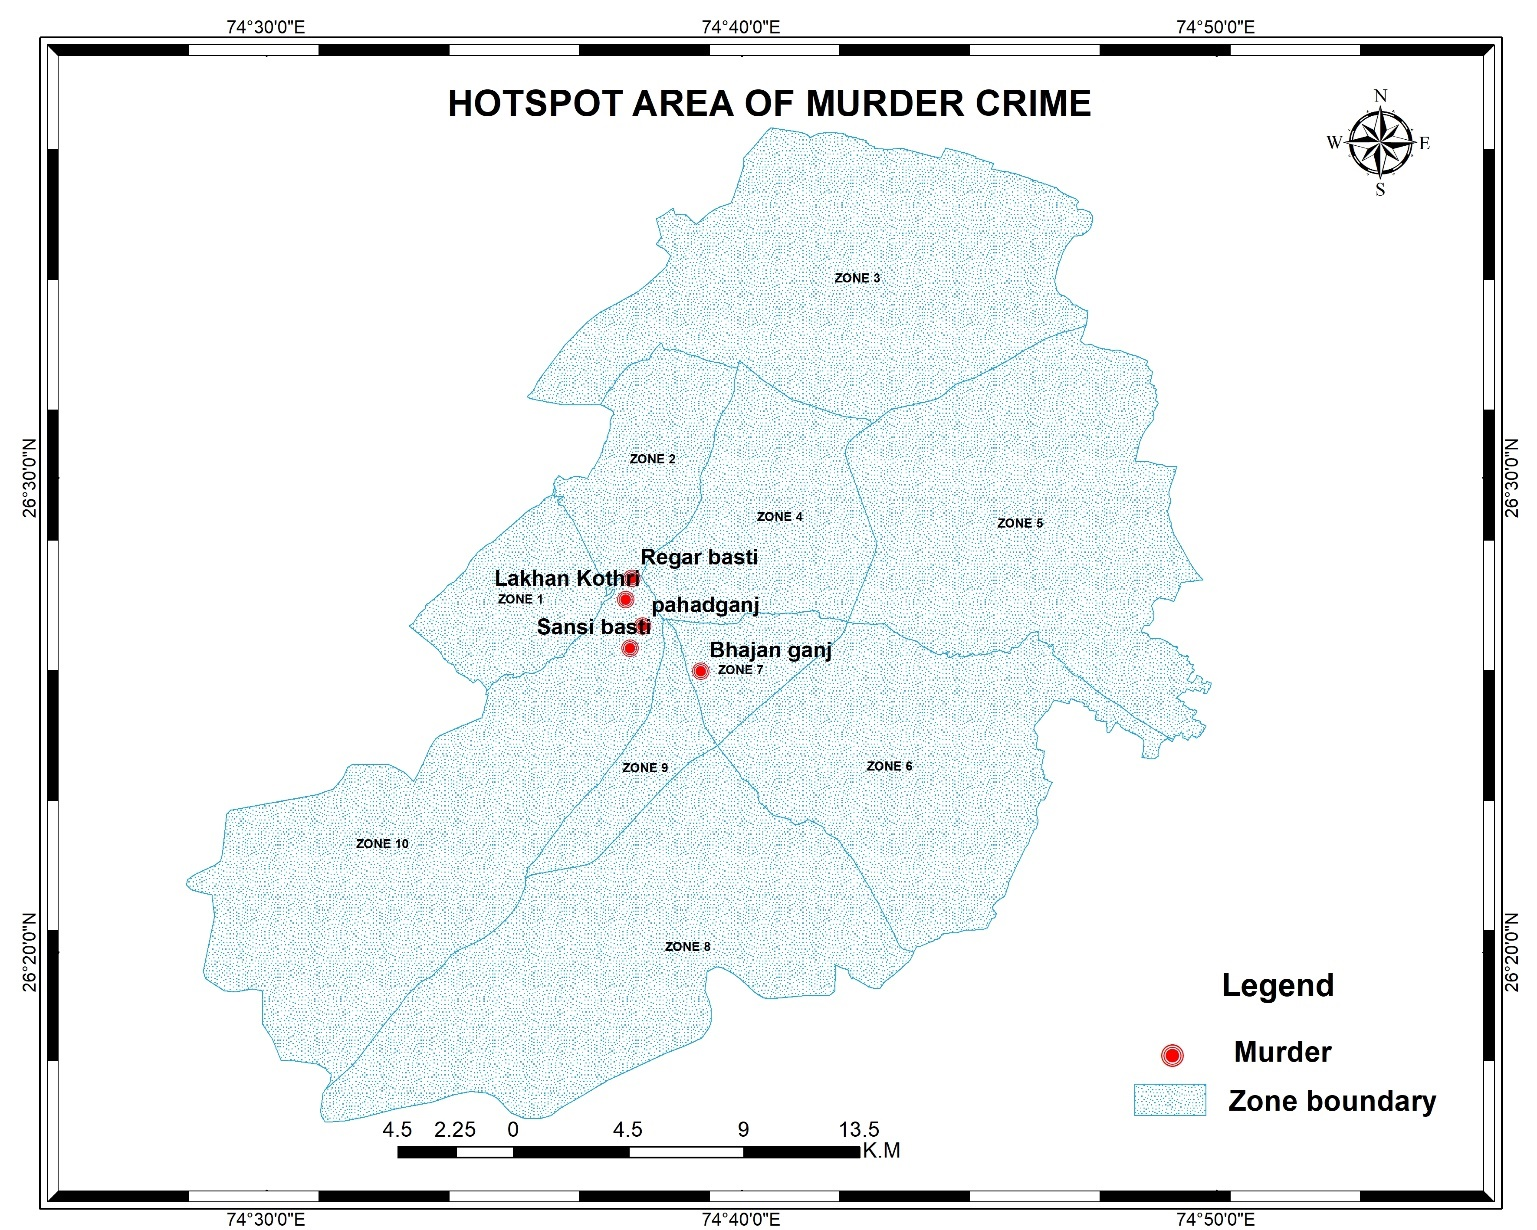 74°30'0"E 74°40'0"E 74°50'0"E
HOTSPOT AREA OF MURDER CRIME
N
W E
S
ZONE 3
26°30'0"N 26°30'0"N
ZONE 2
ZONE 4
ZONE 5
Regar basti
Lakhan Kothri
ZONE 1
pahadganj
Sansi basti
Bhajan ganj
ZONE 7
ZONE 9
ZONE 6
ZONE 10
ZONE 8
26°20'0"N 26°20'0"N
Legend
Murder
Zone boundary
4.5 2.25 0 4.5 9 13.5
K.M
74°30'0"E 74°40'0"E 74°50'0"E